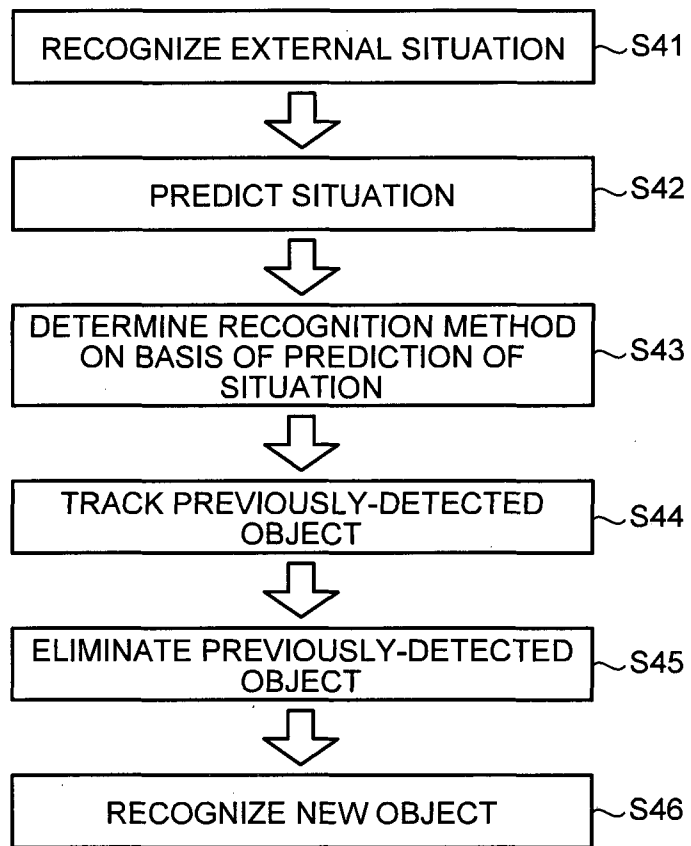 RECOGNIZE EXTERNAL SITUATION S41
PREDICT SITUATION S42
DETERMINE RECOGNITION METHOD
ON BASIS OF PREDICTION OF
SITUATION
S43
TRACK PREVIOUSLY-DETECTED
OBJECT
S44
ELIMINATE PREVIOUSLY-DETECTED
OBJECT
S45
RECOGNIZE NEW OBJECT S46